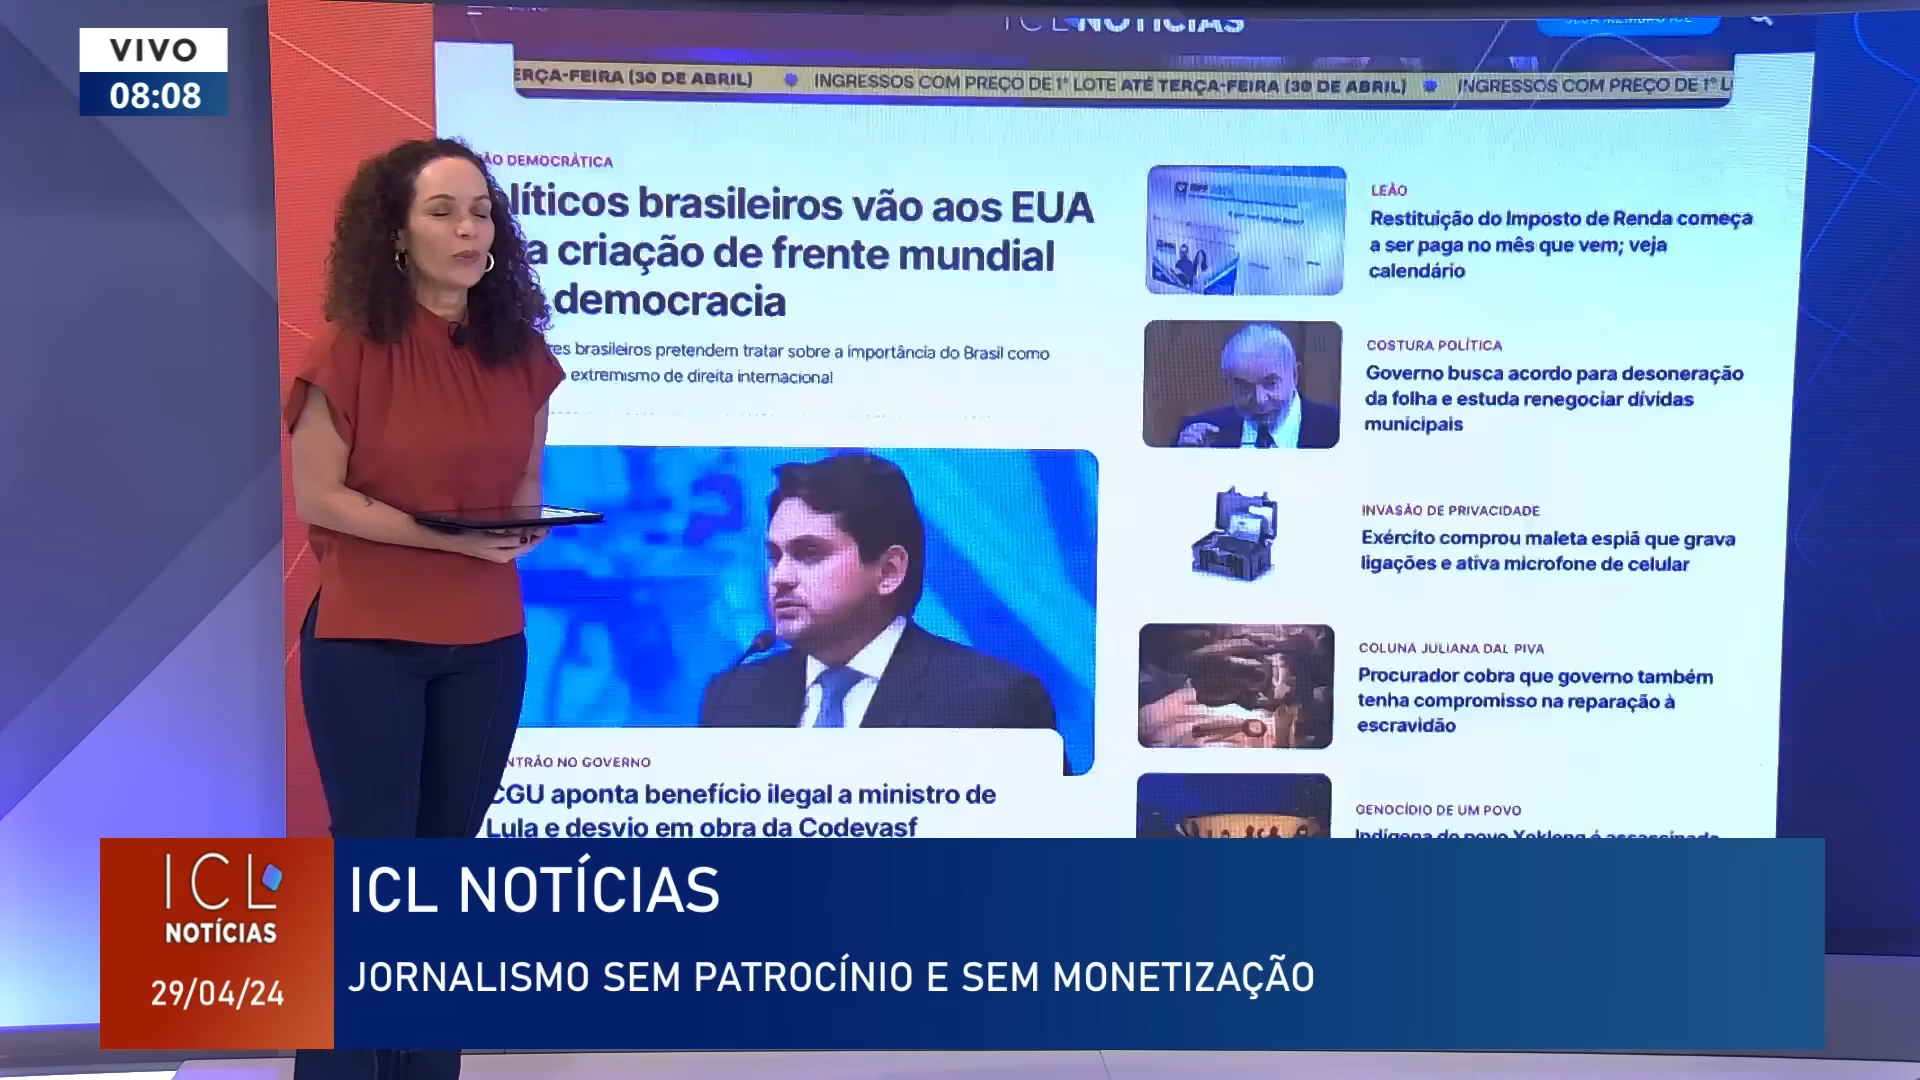 VIVO
08:08
ICL NOTÍCIAS
ERÇA-FEIRA (30 DE ABRIL) INGRESSOS COM PREÇO DE 1º LOTE ATÉ TERÇA-FEIRA (30 DE ABRIL) INGRESSOS COM PREÇO DE 1º L
ÃO DEMOCRÁTICA
líticos brasileiros vão aos EUA
a criação de frente mundial
democracia
res brasileiros pretendem tratar sobre a importância do Brasil como
extremismo de direita internacional
NTRÃO NO GOVERNO
CGU aponta benefício ilegal a ministro de
Lula e desvio em obra da Codevasf
LEÃO
Restituição do Imposto de Renda começa
a ser paga no mês que vem; veja
calendário
COSTURA POLÍTICA
Governo busca acordo para desoneração
da folha e estuda renegociar dívidas
municipais
INVASÃO DE PRIVACIDADE
Exército comprou maleta espiã que grava
ligações e ativa microfone de celular
COLUNA JULIANA DAL PIVA
Procurador cobra que governo também
tenha compromisso na reparação à
escravidão
GENOCÍDIO DE UM POVO
Indígena do povo Xokleng é assassinado
ICL
NOTÍCIAS
29/04/24
ICL NOTÍCIAS
JORNALISMO SEM PATROCÍNIO E SEM MONETIZAÇÃO